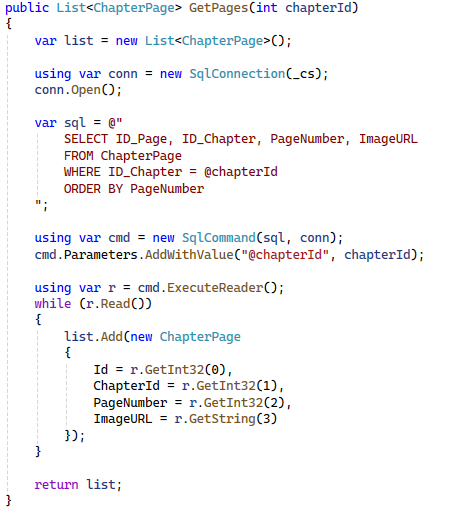 public List<ChapterPage> GetPages(int chapterId)
{
    var list = new List<ChapterPage>();

    using var conn = new SqlConnection(_cs);
    conn.Open();

    var sql = @"
        SELECT ID_Page, ID_Chapter, PageNumber, ImageURL
        FROM ChapterPage
        WHERE ID_Chapter = @chapterId
        ORDER BY PageNumber
    ";

    using var cmd = new SqlCommand(sql, conn);
    cmd.Parameters.AddWithValue("@chapterId", chapterId);

    using var r = cmd.ExecuteReader();
    while (r.Read())
    {
        list.Add(new ChapterPage
        {
            Id = r.GetInt32(0),
            ChapterId = r.GetInt32(1),
            PageNumber = r.GetInt32(2),
            ImageURL = r.GetString(3)
        });
    }

    return list;
}